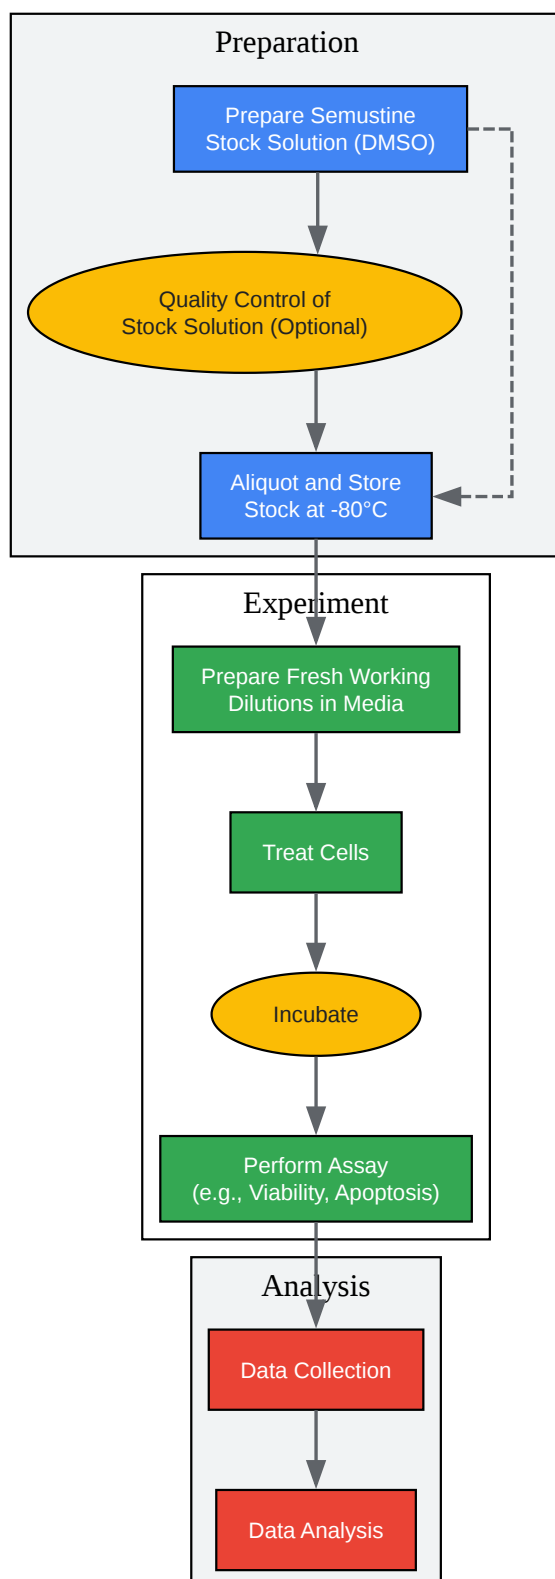 Preparation
Prepare Semustine
Stock Solution (DMSO)
Quality Control of
Stock Solution (Optional)
Aliquot and Store
Stock at -80°C
Experiment
Prepare Fresh Working
Dilutions in Media
Treat Cells
Incubate
Perform Assay
(e.g., Viability, Apoptosis)
Analysis
Data Collection
Data Analysis